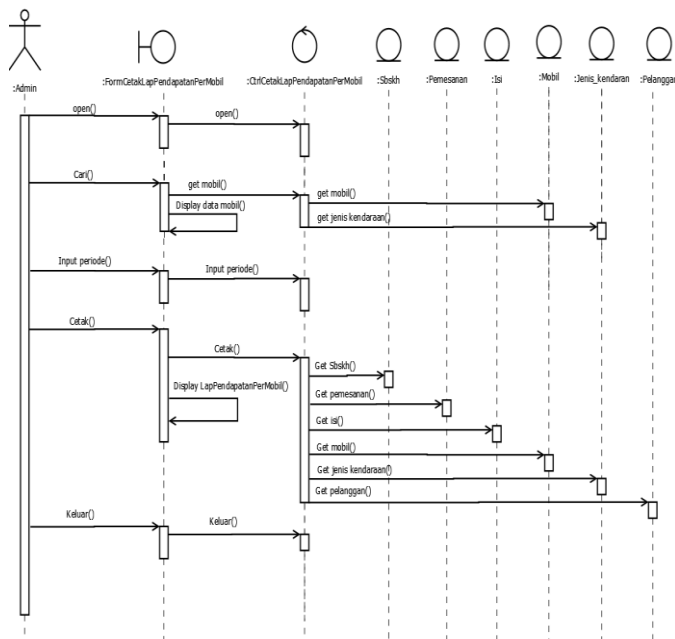 :Admin
:FormCetakLapPendapatanPerMobil
:CtrlCetakLapPendapatanPerMobil
:Sbskh
:Pemesanan
:Isi
:Mobil
:Jenis_kendaran
:Pelanggan
open()
open()
Cari()
get mobil()
get mobil()
Display data mobil()
get jenis kendaraan()
Input periode()
Input periode()
Cetak()
Cetak()
Get Sbskh()
Display LapPendapatanPerMobil()
Get pemesanan()
Get isi()
Get mobil()
Get jenis kendaraan()
Get pelanggan()
Keluar()
Keluar()